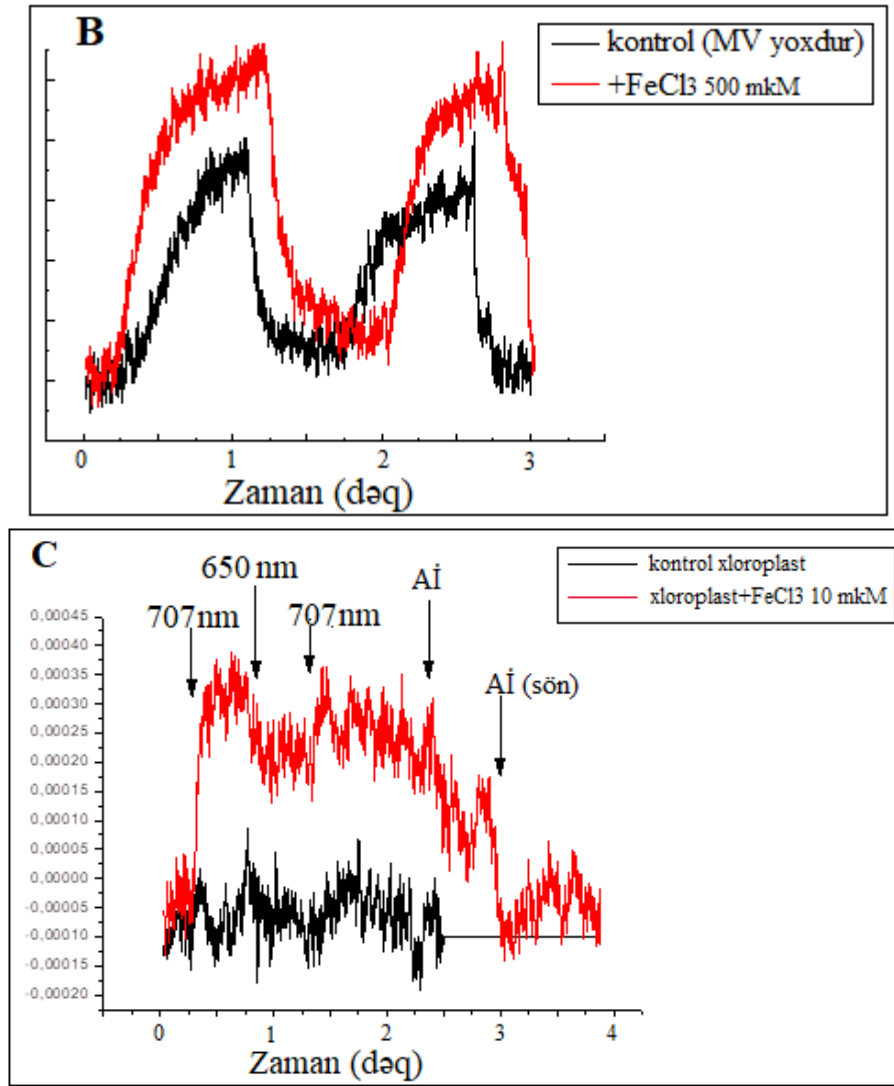 B
kontrol (MV yoxdur)
+FeCl3 500 mkM
0
1
2
3
Zaman (dəq)
C
kontrol xloroplast
xloroplast+FeCl3 10 mkM
650 nm
707nm
707nm
Aİ
Aİ (sön)
0,00045
0,00040
0,00035
0,00030
0,00025
0,00020
0,00015
0,00010
0,00005
0,00000
-0,00005
-0,00010
-0,00015
-0,00020
0
1
2
3
4
Zaman (dəq)